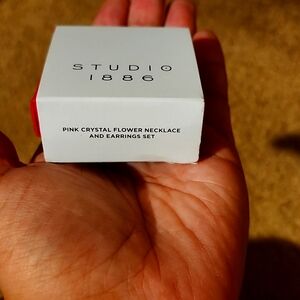 STUDIO
1886
PINK CRYSTAL FLOWER NECKLACE
AND EARRINGS SET